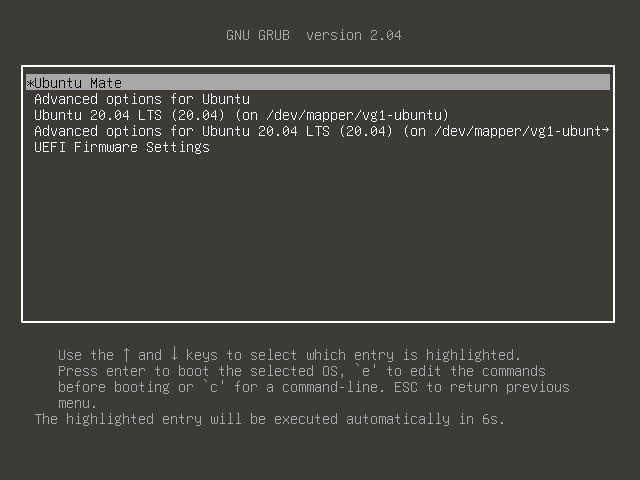 GNU GRUB version 2.04
*Ubuntu Mate
Advanced options for Ubuntu
Ubuntu 20.04 LTS (20.04) (on /dev/mapper/vg1-ubuntu)
Advanced options for Ubuntu 20.04 LTS (20.04) (on /dev/mapper/vg1-ubunt→
UEFI Firmware Settings
Use the ↑ and ↓ keys to select which entry is highlighted.
Press enter to boot the selected OS, `e' to edit the commands
before booting or `c' for a command-line. ESC to return previous
menu.
The highlighted entry will be executed automatically in 6s.